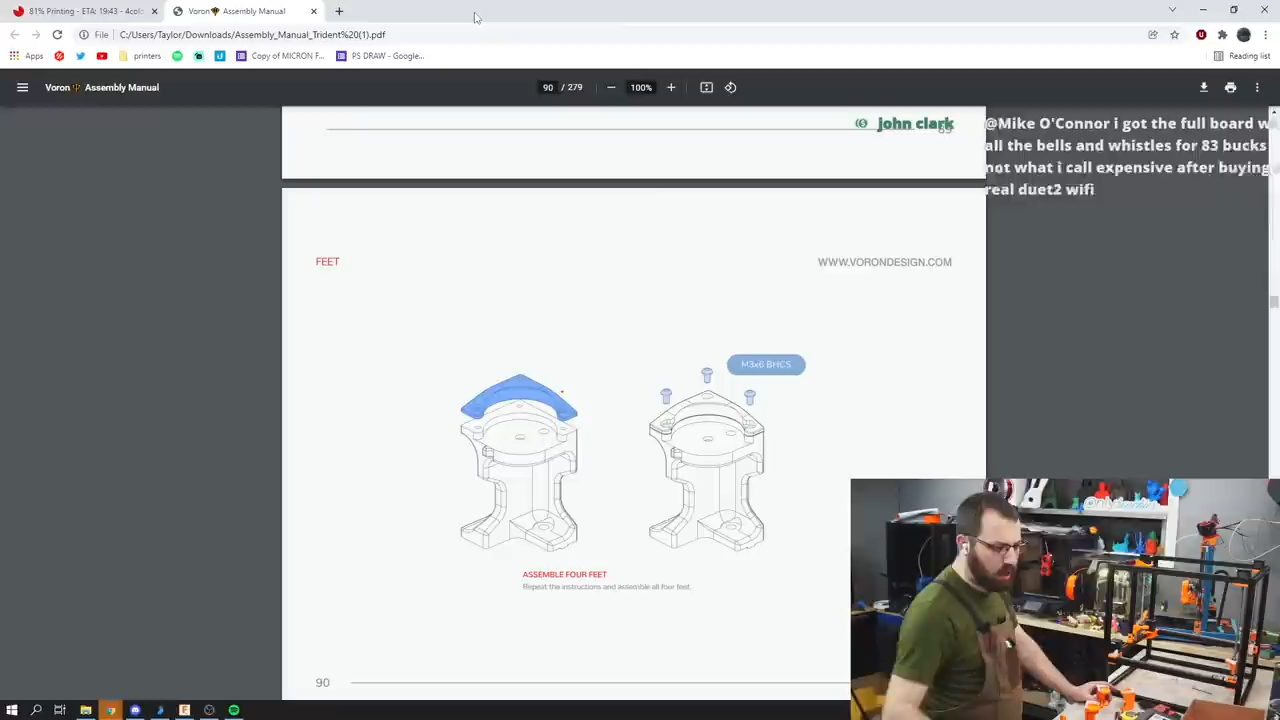 81% Printing - ETA: 19:43 - 4colo
Voron Assembly Manual
File
C:/Users/Taylor/Downloads/Assembly_Manual_Trident%20(1).pdf
Apps
printers
Copy of MICRON F...
PS DRAW - Google...
Reading list
Voron Assembly Manual
90 / 279
100%
john clark
89
@Mike O'Connor i got the full board w
all the bells and whistles for 83 bucks
not what i call expensive after buying
real duet2 wifi
FEET
WWW.VORONDESIGN.COM
M3x6 BHCS
ASSEMBLE FOUR FEET
Repeat the instructions and assemble all four feet.
90